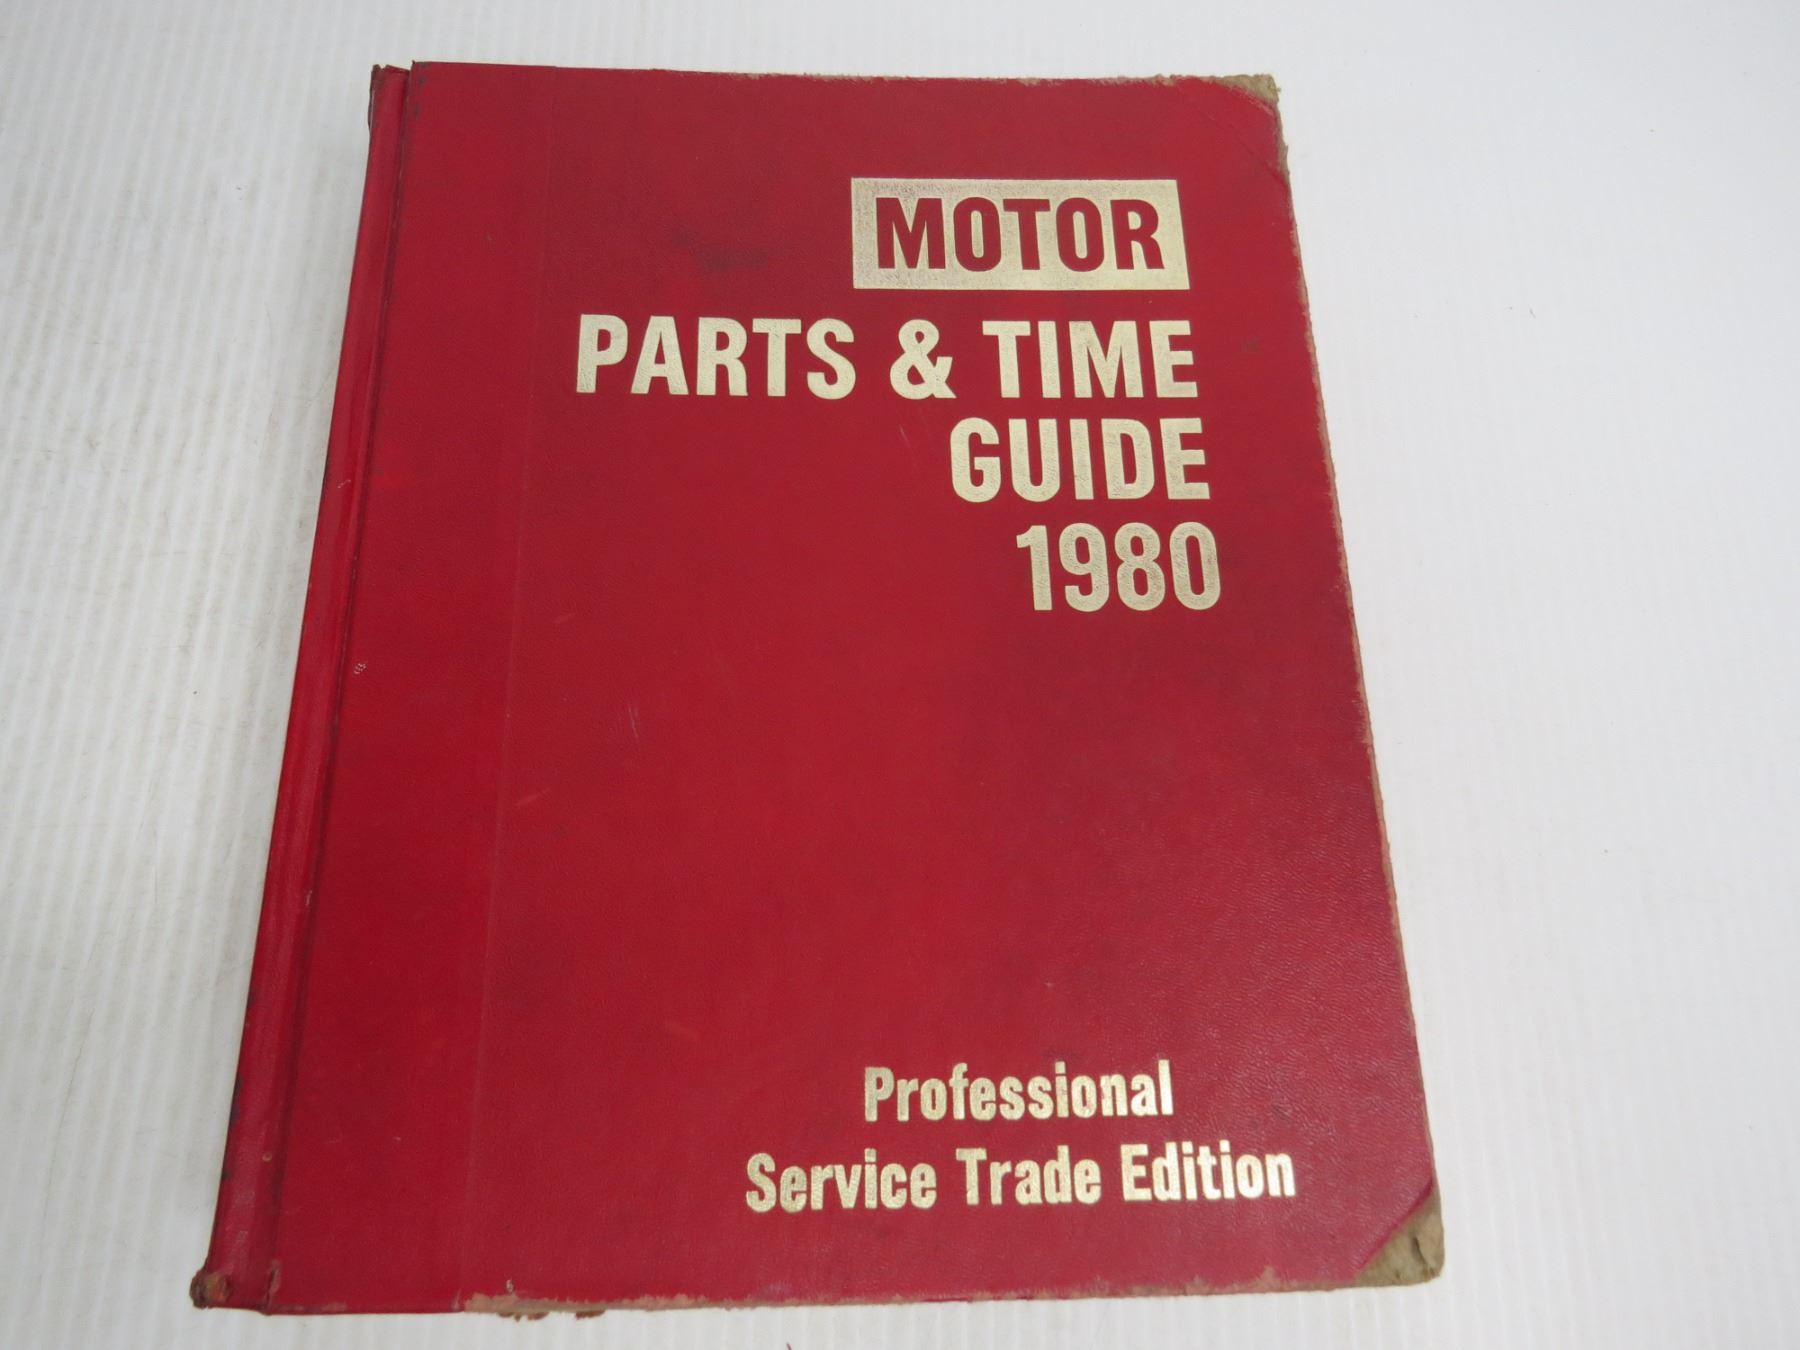 MOTOR
PARTS & TIME
GUIDE
1980
Professional
Service Trade Edition